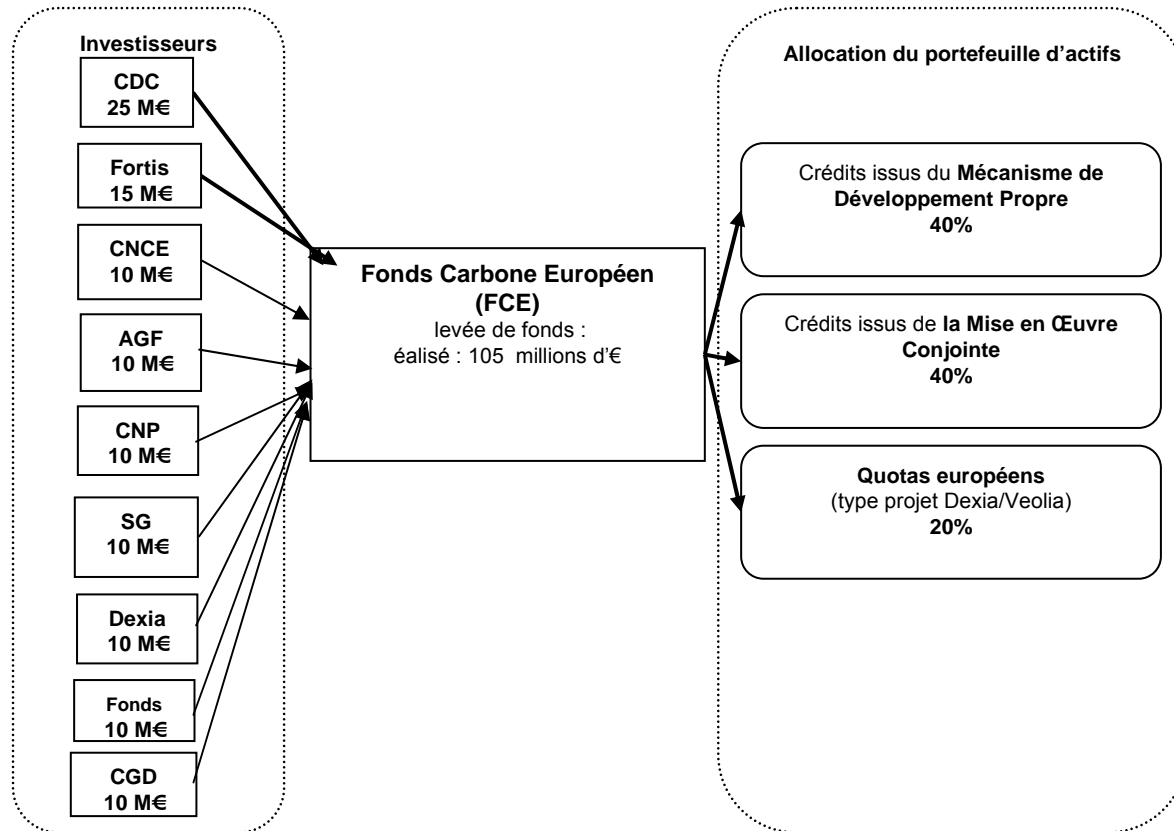 Investisseurs
CDC
25 M€
Fortis
15 M€
CNCE
10 M€
AGF
10 M€
CNP
10 M€
SG
10 M€
Dexia
10 M€
Fonds
10 M€
CGD
10 M€
Fonds Carbone Européen
(FCE)
levée de fonds :
éalisé : 105 millions d'€
Allocation du portefeuille d'actifs
Crédits issus du Mécanisme de
Développement Propre
40%
Crédits issus de la Mise en Œuvre
Conjointe
40%
Quotas européens
(type projet Dexia/Veolia)
20%